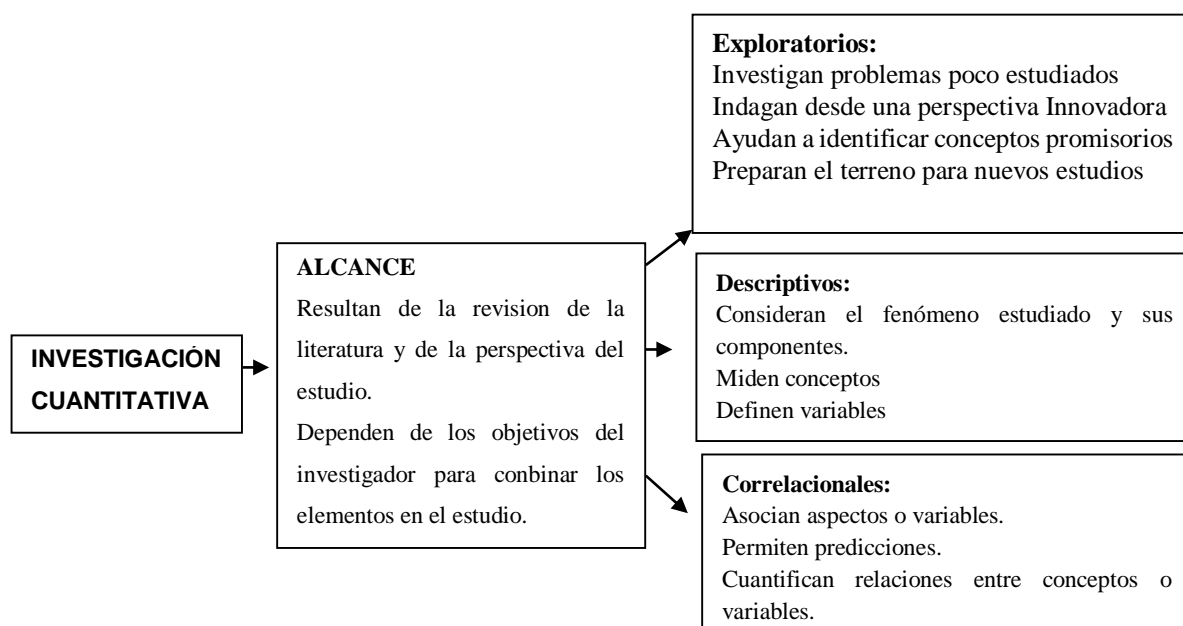 INVESTIGACIÓN
CUANTITATIVA
ALCANCE
Resultan de la revision de la
literatura y de la perspectiva del
estudio.
Dependen de los objetivos del
investigador para conbinar los
elementos en el estudio.
Exploratorios:
Investigan problemas poco estudiados
Indagan desde una perspectiva Innovadora
Ayudan a identificar conceptos promisorios
Preparan el terreno para nuevos estudios
Descriptivos:
Consideran el fenómeno estudiado y sus
componentes.
Miden conceptos
Definen variables
Correlacionales:
Asocian aspectos o variables.
Permiten predicciones.
Cuantifican relaciones entre conceptos o
variables.